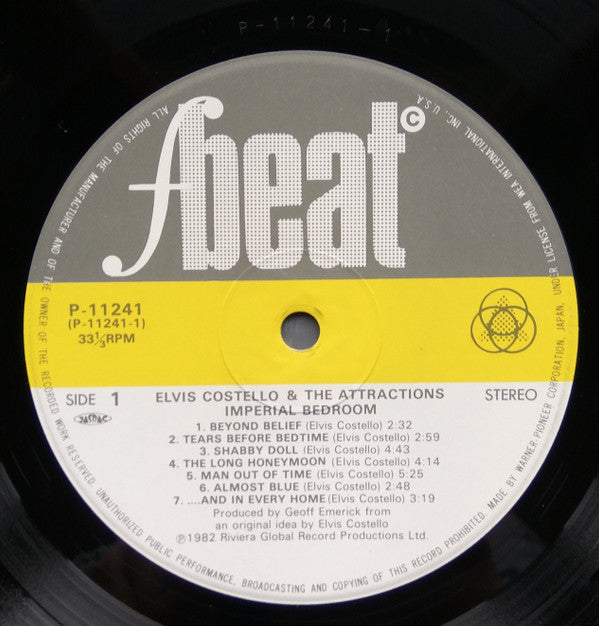 P-11241-1
fbeat ©
P-11241
(P-11241-1)
33⅓RPM
SIDE 1
JASRAC
ELVIS COSTELLO & THE ATTRACTIONS
IMPERIAL BEDROOM
STEREO
1. BEYOND BELIEF (Elvis Costello) 2:32
2. TEARS BEFORE BEDTIME (Elvis Costello) 2:59
3. SHABBY DOLL (Elvis Costello) 4:43
4. THE LONG HONEYMOON (Elvis Costello) 4:14
5. MAN OUT OF TIME (Elvis Costello) 5:25
6. ALMOST BLUE (Elvis Costello) 2:48
7. ....AND IN EVERY HOME (Elvis Costello) 3:19
Produced by Geoff Emerick from
an original idea by Elvis Costello
℗1982 Riviera Global Record Productions Ltd.
ALL RIGHTS OF THE MANUFACTURER AND OF THE OWNER OF THE RECORDED WORK RESERVED. UNAUTHORIZED PUBLIC PERFORMANCE, BROADCASTING AND COPYING OF THIS RECORD PROHIBITED. MADE BY WARNER-PIONEER CORPORATION, JAPAN, UNDER LICENSE FROM WEA INTERNATIONAL INC., U.S.A.